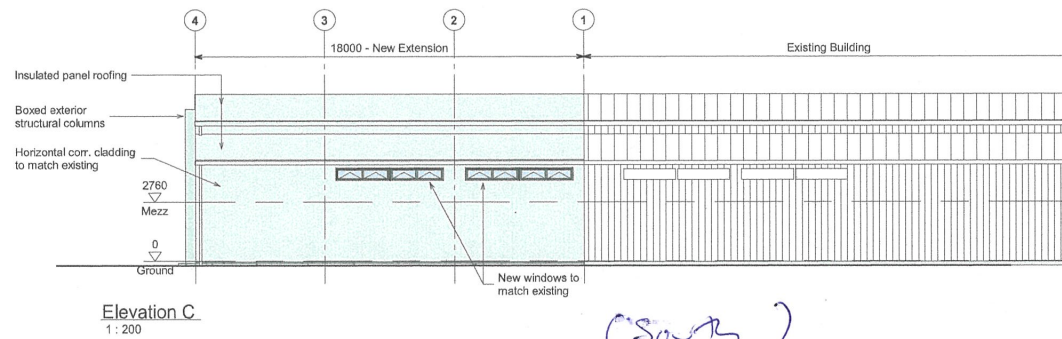 4 3 2 1
18000 - New Extension
Existing Building
Insulated panel roofing
Boxed exterior
structural columns
Horizontal corr. cladding
to match existing
2760
Mezz
0
Ground
New windows to
match existing
Elevation C
1 : 200
(South)